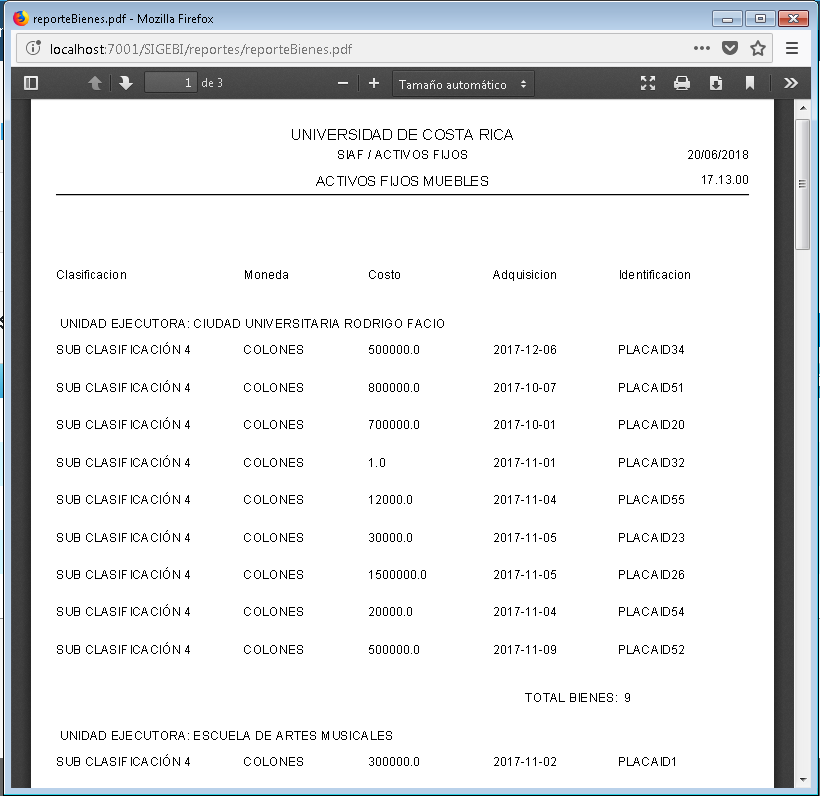 reporteBienes.pdf - Mozilla Firefox
localhost:7001/SIGEBI/reportes/reporteBienes.pdf
1 de 3 Tamaño automático
UNIVERSIDAD DE COSTA RICA
SIAF / ACTIVOS FIJOS 20/06/2018
ACTIVOS FIJOS MUEBLES 17.13.00
Clasificacion Moneda Costo Adquisicion Identificacion
UNIDAD EJECUTORA: CIUDAD UNIVERSITARIA RODRIGO FACIO
SUB CLASIFICACIÓN 4 COLONES 500000.0 2017-12-06 PLACAID34
SUB CLASIFICACIÓN 4 COLONES 800000.0 2017-10-07 PLACAID51
SUB CLASIFICACIÓN 4 COLONES 700000.0 2017-10-01 PLACAID20
SUB CLASIFICACIÓN 4 COLONES 1.0 2017-11-01 PLACAID32
SUB CLASIFICACIÓN 4 COLONES 12000.0 2017-11-04 PLACAID55
SUB CLASIFICACIÓN 4 COLONES 30000.0 2017-11-05 PLACAID23
SUB CLASIFICACIÓN 4 COLONES 1500000.0 2017-11-05 PLACAID26
SUB CLASIFICACIÓN 4 COLONES 20000.0 2017-11-04 PLACAID54
SUB CLASIFICACIÓN 4 COLONES 500000.0 2017-11-09 PLACAID52
TOTAL BIENES: 9
UNIDAD EJECUTORA: ESCUELA DE ARTES MUSICALES
SUB CLASIFICACIÓN 4 COLONES 300000.0 2017-11-02 PLACAID1